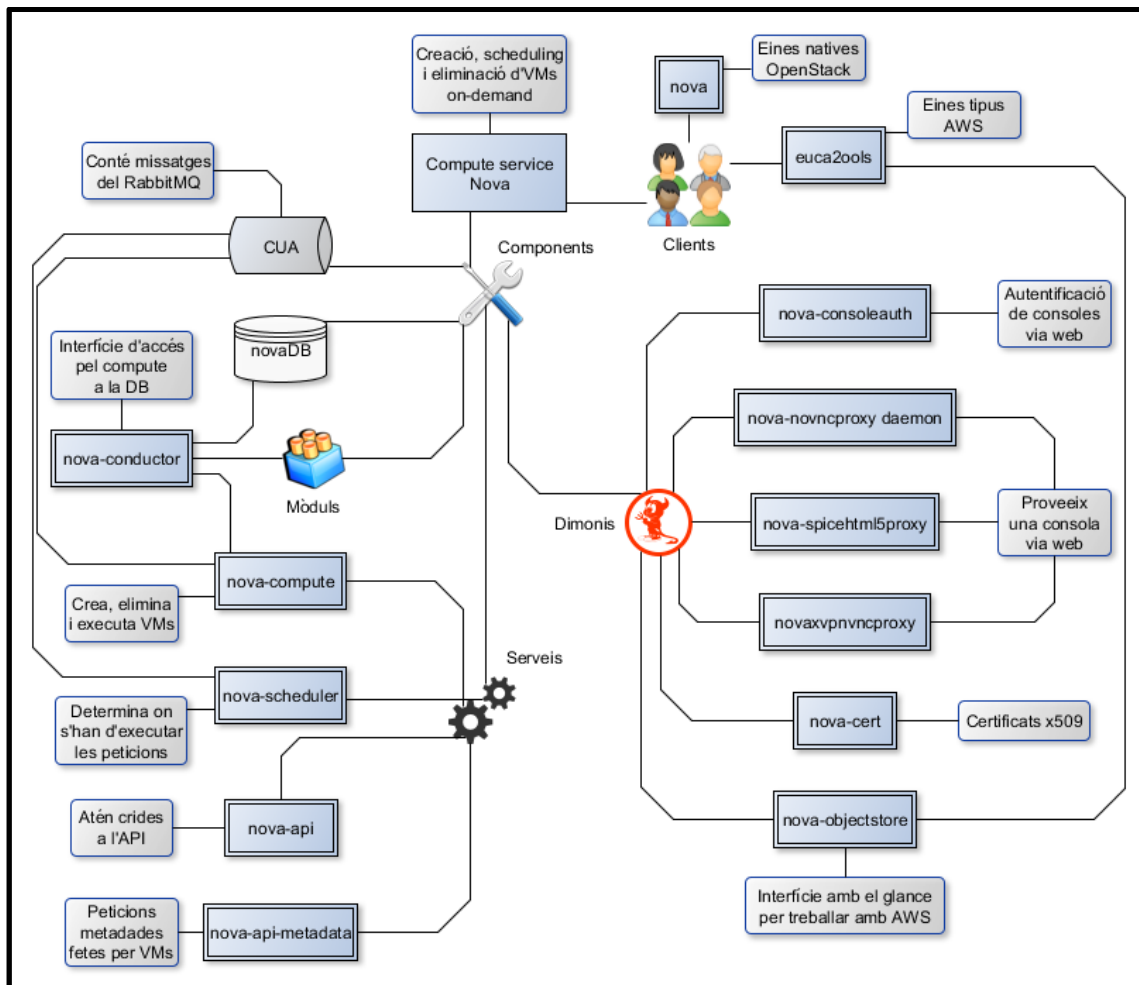 Creació, scheduling
i eliminació d'VMs
on-demand
nova
Eines natives
OpenStack
Eines tipus
AWS
Conté missatges
del RabbitMQ
Compute service
Nova
euca2ools
CUA
Components
Clients
nova-consoleauth
Autentificació
de consoles
via web
Interfície d'accés
pel compute
a la DB
novaDB
nova-novncproxy daemon
nova-conductor
Mòduls
Dimonis
nova-spicehtml5proxy
Proveeix
una consola
via web
nova-compute
Crea, elimina
i executa VMs
novaxvpnvncproxy
Serveis
nova-scheduler
Determina on
s'han d'executar
les peticions
nova-cert
Certificats x509
Atén crides
a l'API
nova-api
nova-objectstore
Interfície amb el glance
per treballar amb AWS
Peticions
metadades
fetes per VMs
nova-api-metadata